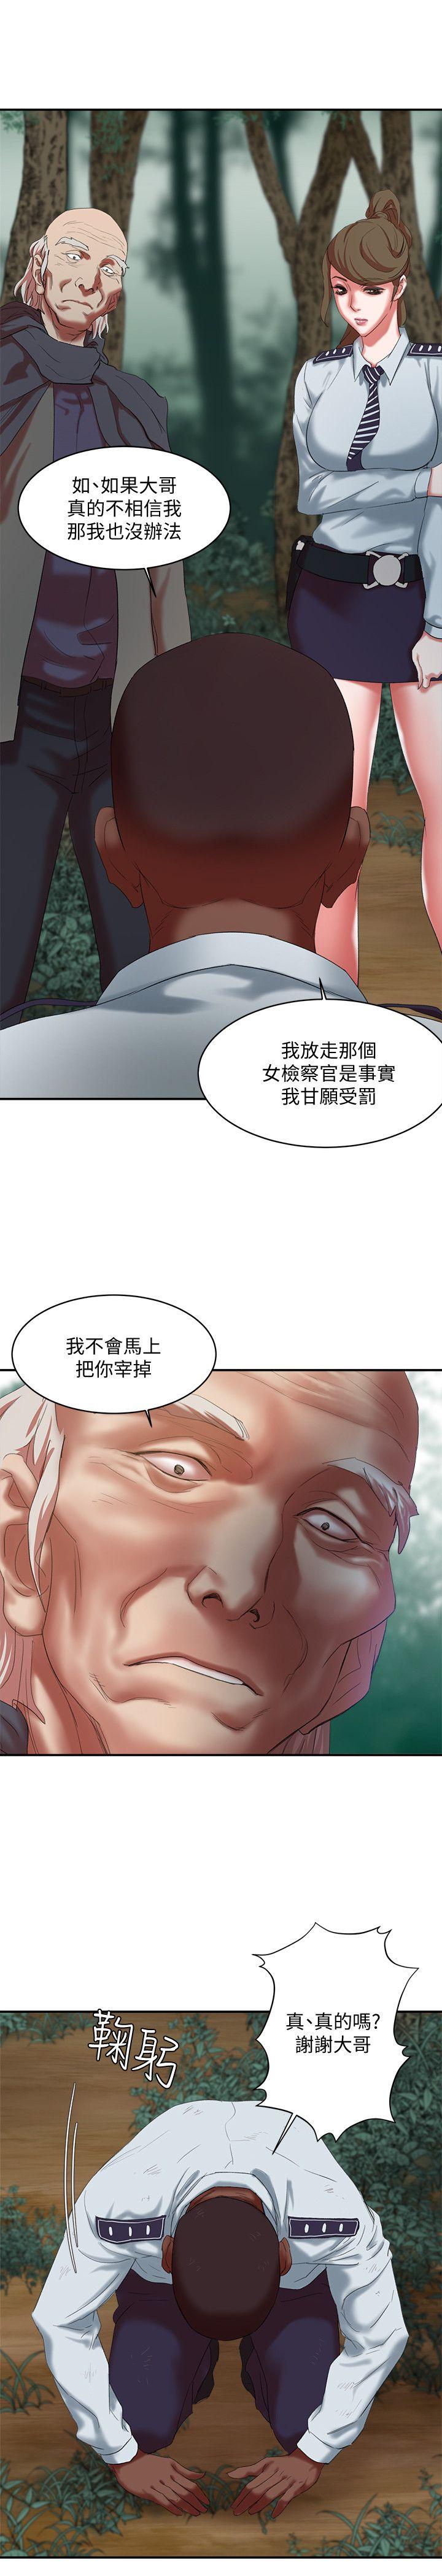 如、如果大哥
真的不相信我
那我也沒辦法
我放走那個
女檢察官是事實
我甘願受罰
我不會馬上
把你宰掉
真、真的嗎?
謝謝大哥
鞠躬